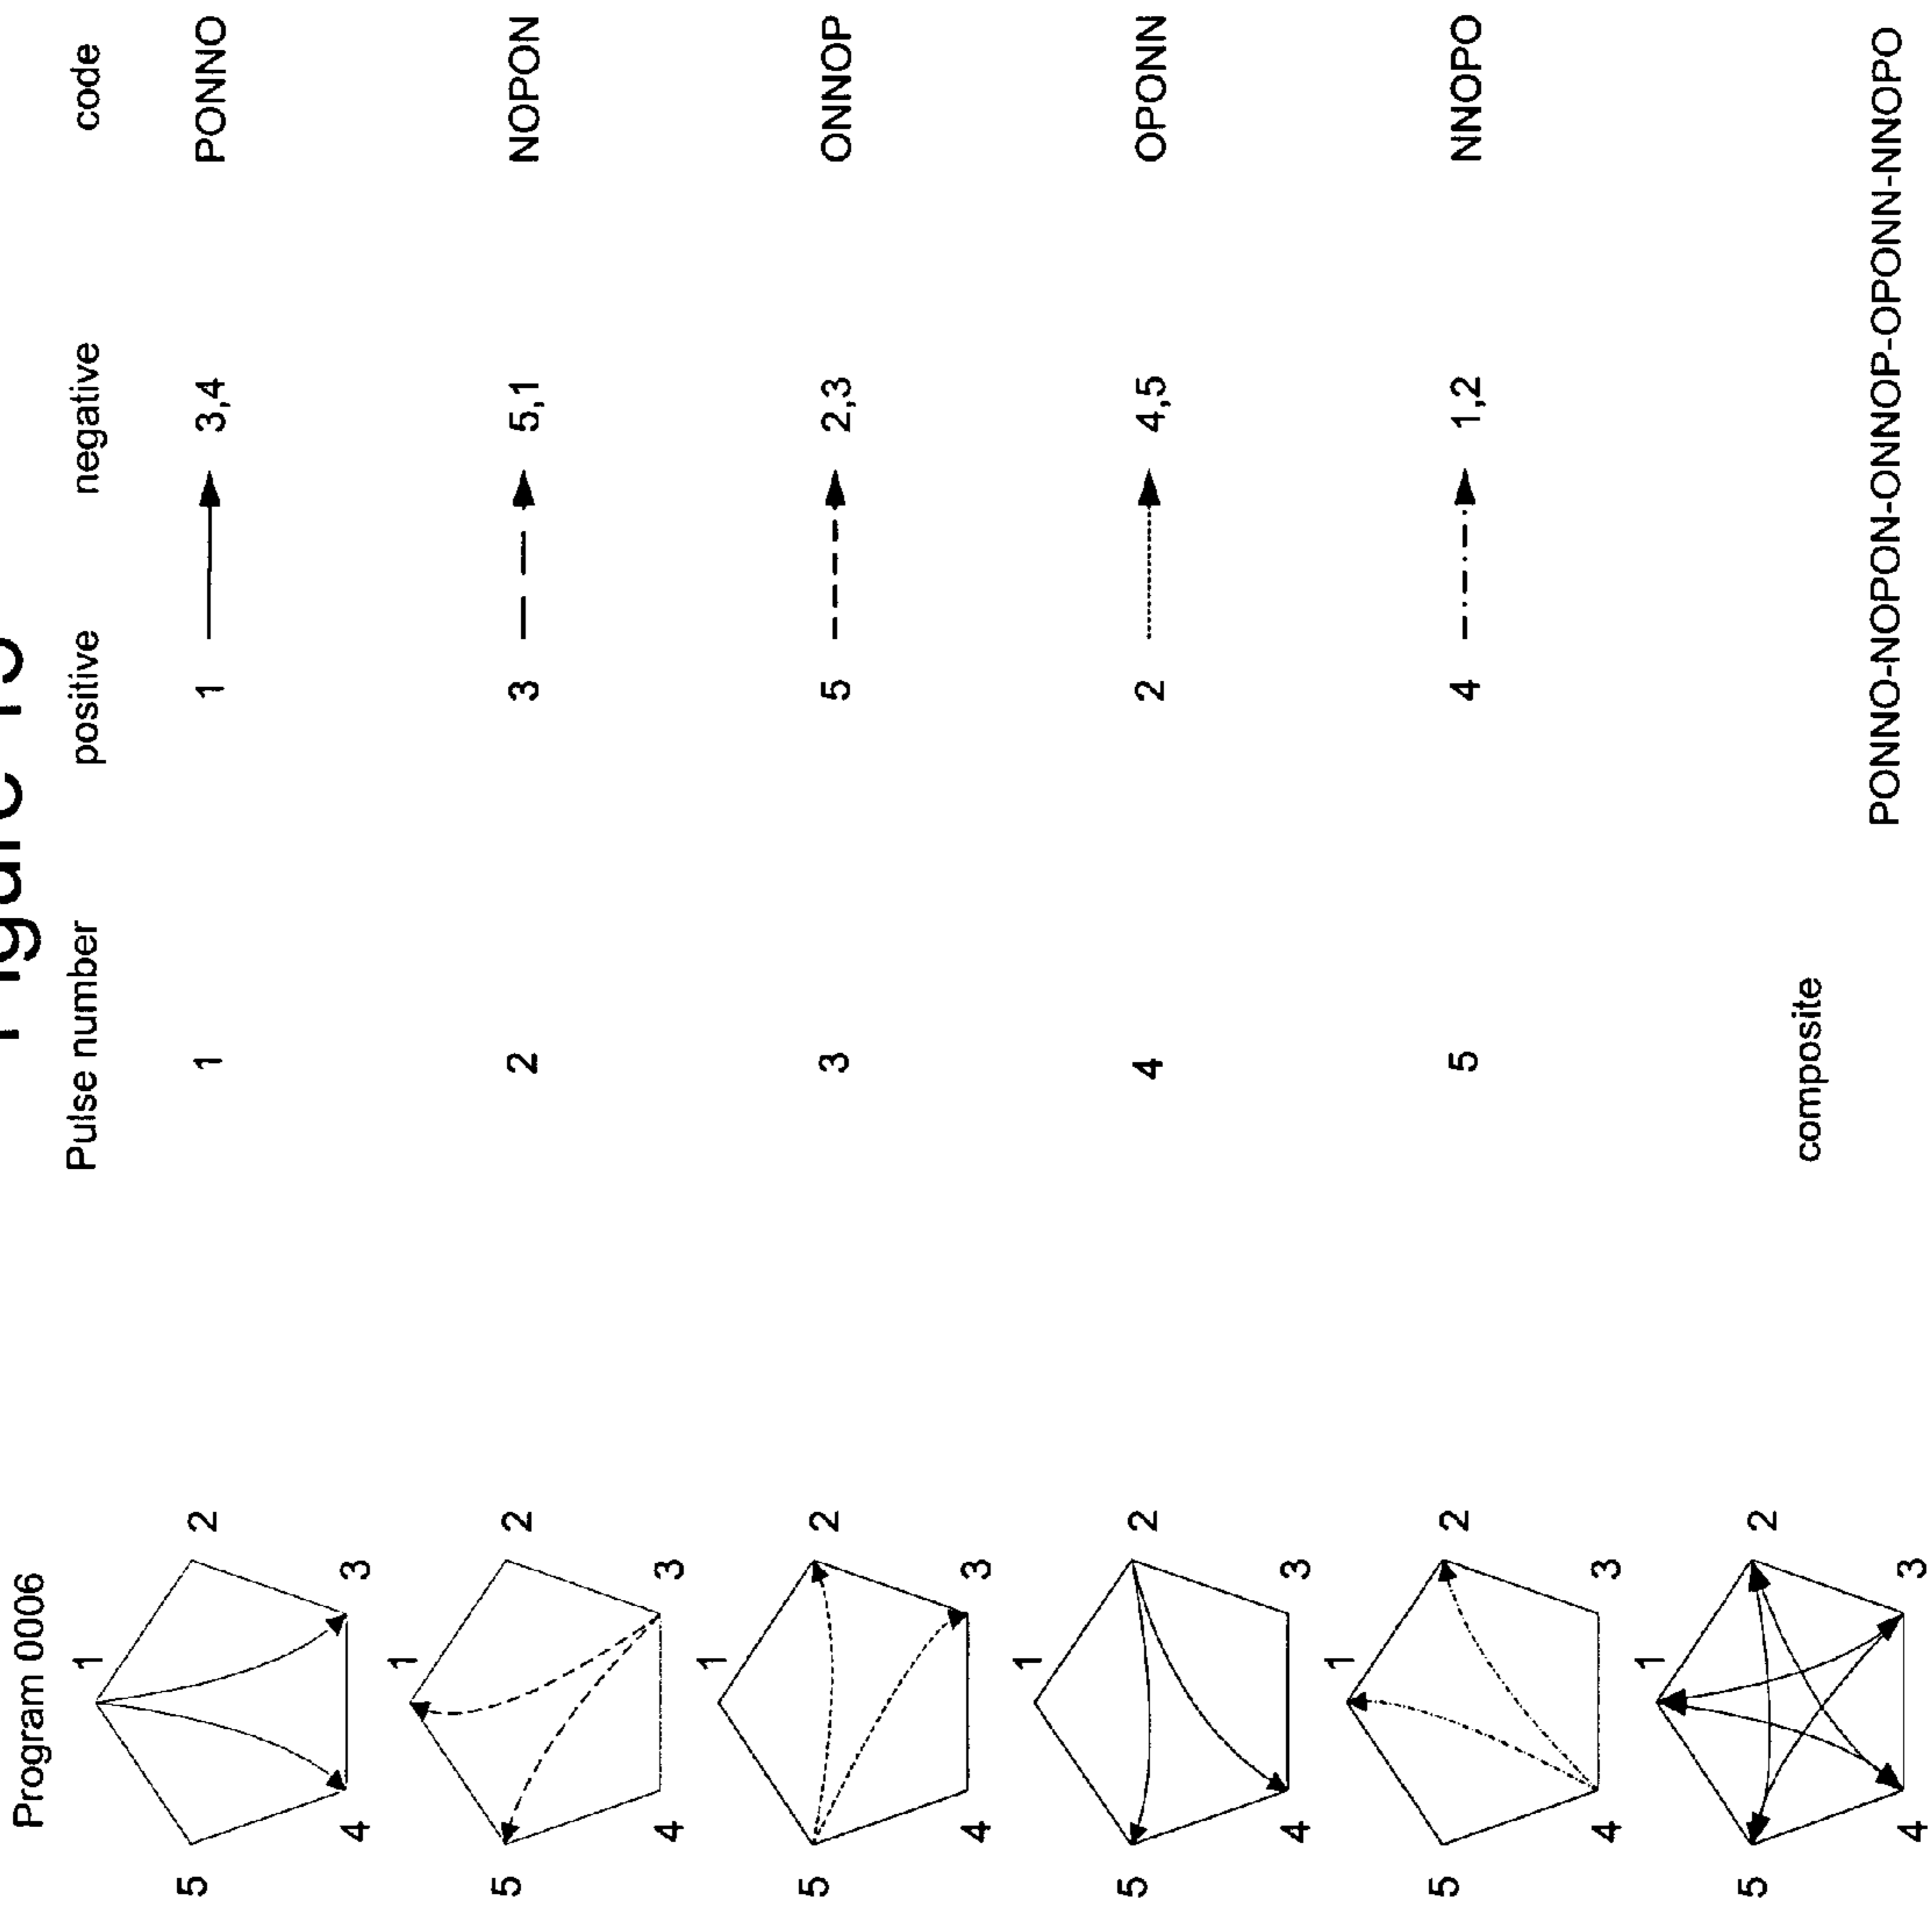 Program 0006
Pulse number positive negative code
1
5 2 1 1 3,4 PONNO
4 3
1
5 2 2 3 5,1 NOPON
4 3
1
5 2 3 5 2,3 ONNOP
4 3
1
5 2 4 2 4,5 OPONN
4 3
1
5 2 5 4 1,2 NNOPO
4 3
1
5 2
composite
PONNO-NOPON-ONNOP-OPONN-NNOPO
4 3